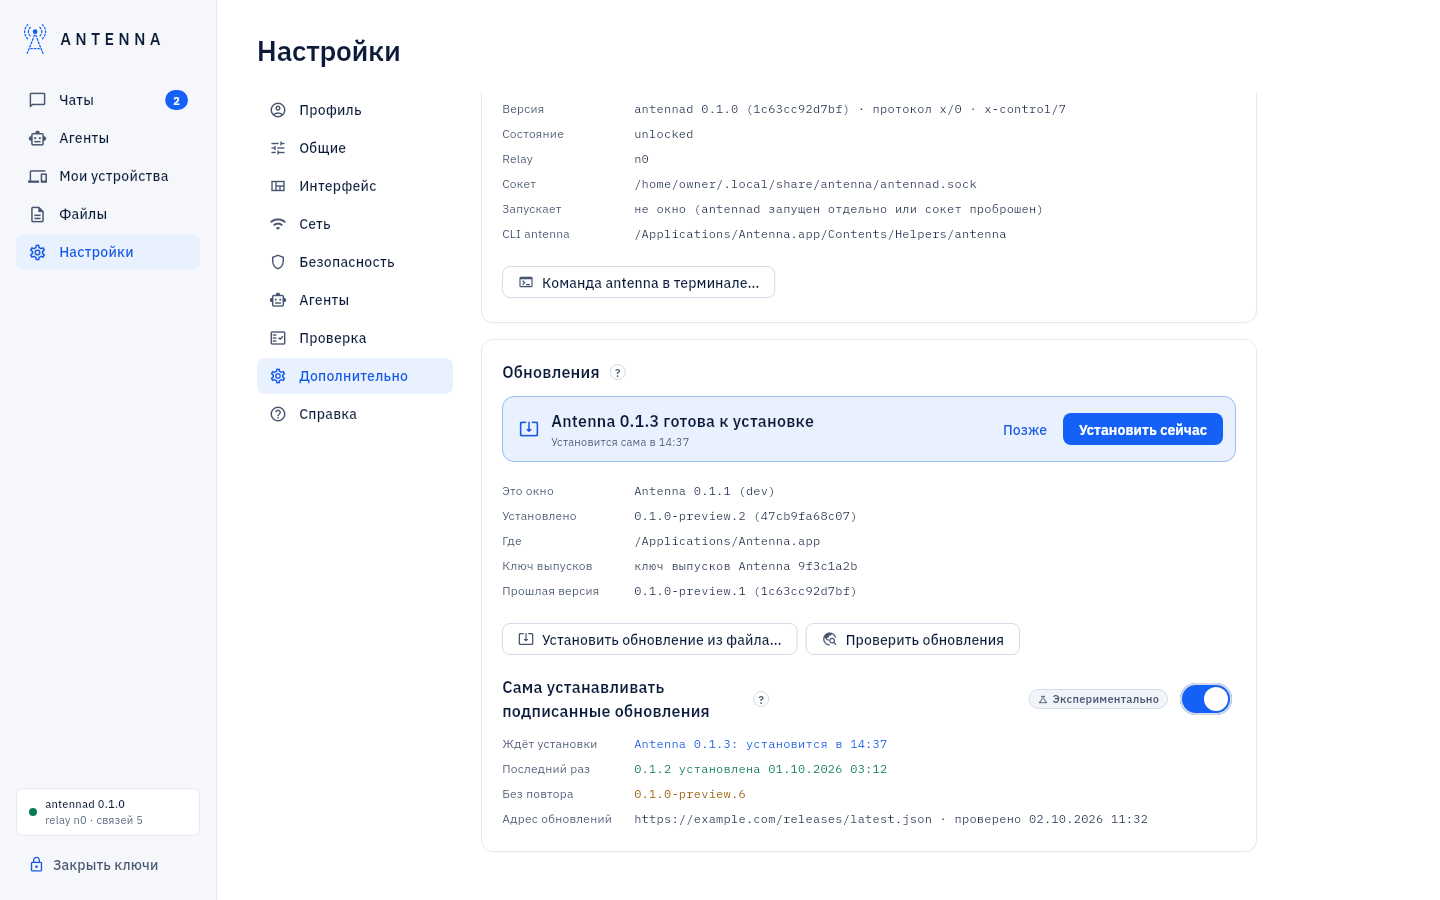 ANTENNA
Чаты 2
Агенты
Мои устройства
Файлы
Настройки
antennad 0.1.0
relay n0 · связей 5
Закрыть ключи
Настройки
Профиль
Общие
Интерфейс
Сеть
Безопасность
Агенты
Проверка
Дополнительно
Справка
Версия antennad 0.1.0 (1c63cc92d7bf) · протокол x/0 · x-control/7
Состояние unlocked
Relay n0
Сокет /home/owner/.local/share/antenna/antennad.sock
Запускает не окно (antennad запущен отдельно или сокет проброшен)
CLI antenna /Applications/Antenna.app/Contents/Helpers/antenna
Команда antenna в терминале...
Обновления ?
Antenna 0.1.3 готова к установке
Установится сама в 14:37
Позже Установить сейчас
Это окно Antenna 0.1.1 (dev)
Установлено 0.1.0-preview.2 (47cb9fa68c07)
Где /Applications/Antenna.app
Ключ выпусков ключ выпусков Antenna 9f3c1a2b
Прошлая версия 0.1.0-preview.1 (1c63cc92d7bf)
Установить обновление из файла... Проверить обновления
Сама устанавливать
подписанные обновления ? Экспериментально
Ждёт установки Antenna 0.1.3: установится в 14:37
Последний раз 0.1.2 установлена 01.10.2026 03:12
Без повтора 0.1.0-preview.6
Адрес обновлений https://example.com/releases/latest.json · проверено 02.10.2026 11:32